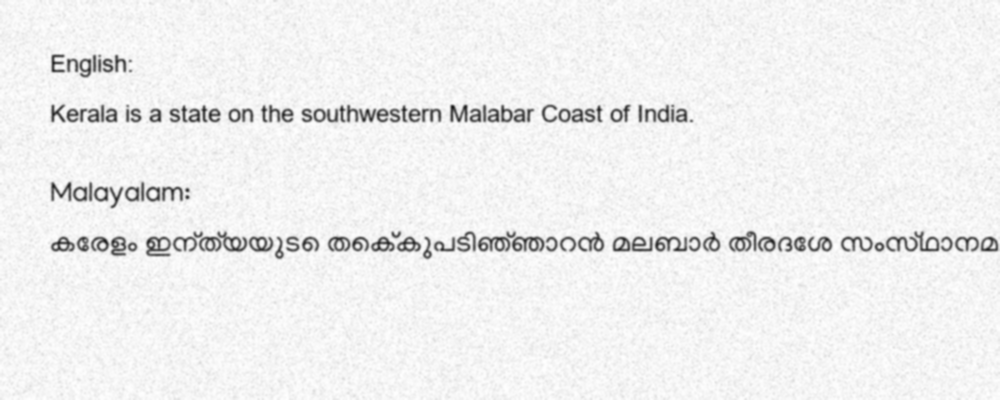 English:
Kerala is a state on the southwestern Malabar Coast of India.
Malayalam:
കേരളം ഇന്ത്യയുടെ തെക്കുപടിഞ്ഞാറൻ മലബാർ തീരദേശ സംസ്ഥാനമ